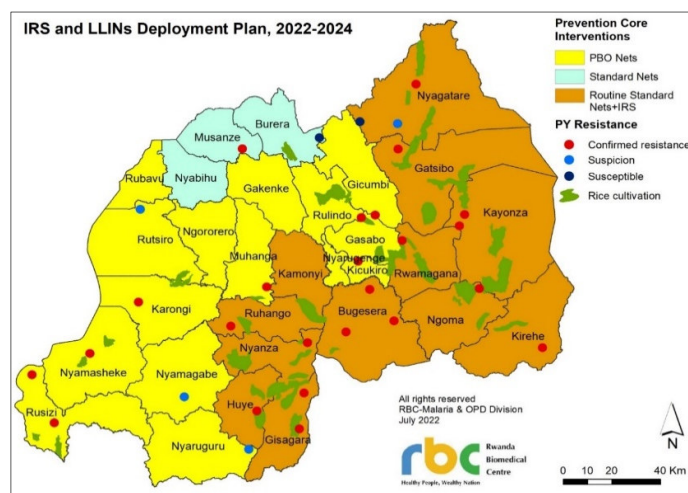 IRS and LLINs Deployment Plan, 2022-2024
Prevention Core
Interventions
PBO Nets
Standard Nets
Routine Standard
Nets+IRS
PY Resistance
Confirmed resistance
Suspicion
Susceptible
Rice cultivation
Nyagatare
Burera
Musanze
Nyabihu
Rubavu
Gakenke
Gicumbi
Gatsibo
Rulindo
Kayonza
Rutsiro
Ngororero
Gasabo
Muhanga
Nyarugenge
Kicukiro
Rwamagana
Kamonyi
Karongi
Ruhango
Bugesera
Ngoma
Kirehe
Nyanza
Nyamasheke
Nyamagabe
Huye
Rusizi
Gisagara
Nyaruguru
All rights reserved
RBC-Malaria & OPD Division
July 2022
rbc
Rwanda
Biomedical
Centre
Healthy People, Wealthy Nation
N
0 10 20 40 Km